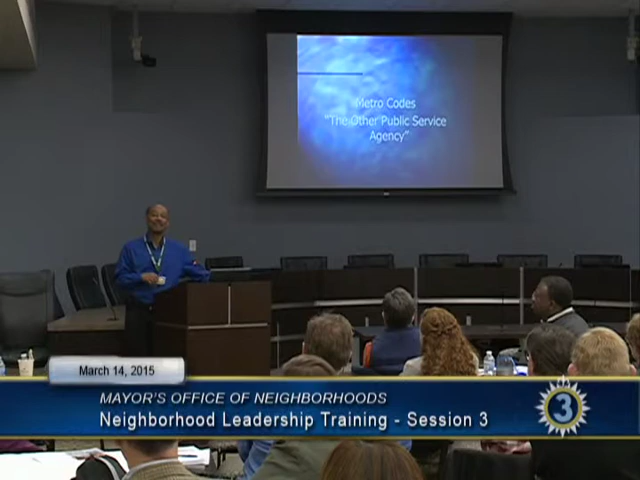 Metro Codes
"The Other Public Service
Agency"
March 14, 2015
MAYOR'S OFFICE OF NEIGHBORHOODS
Neighborhood Leadership Training - Session 3
3